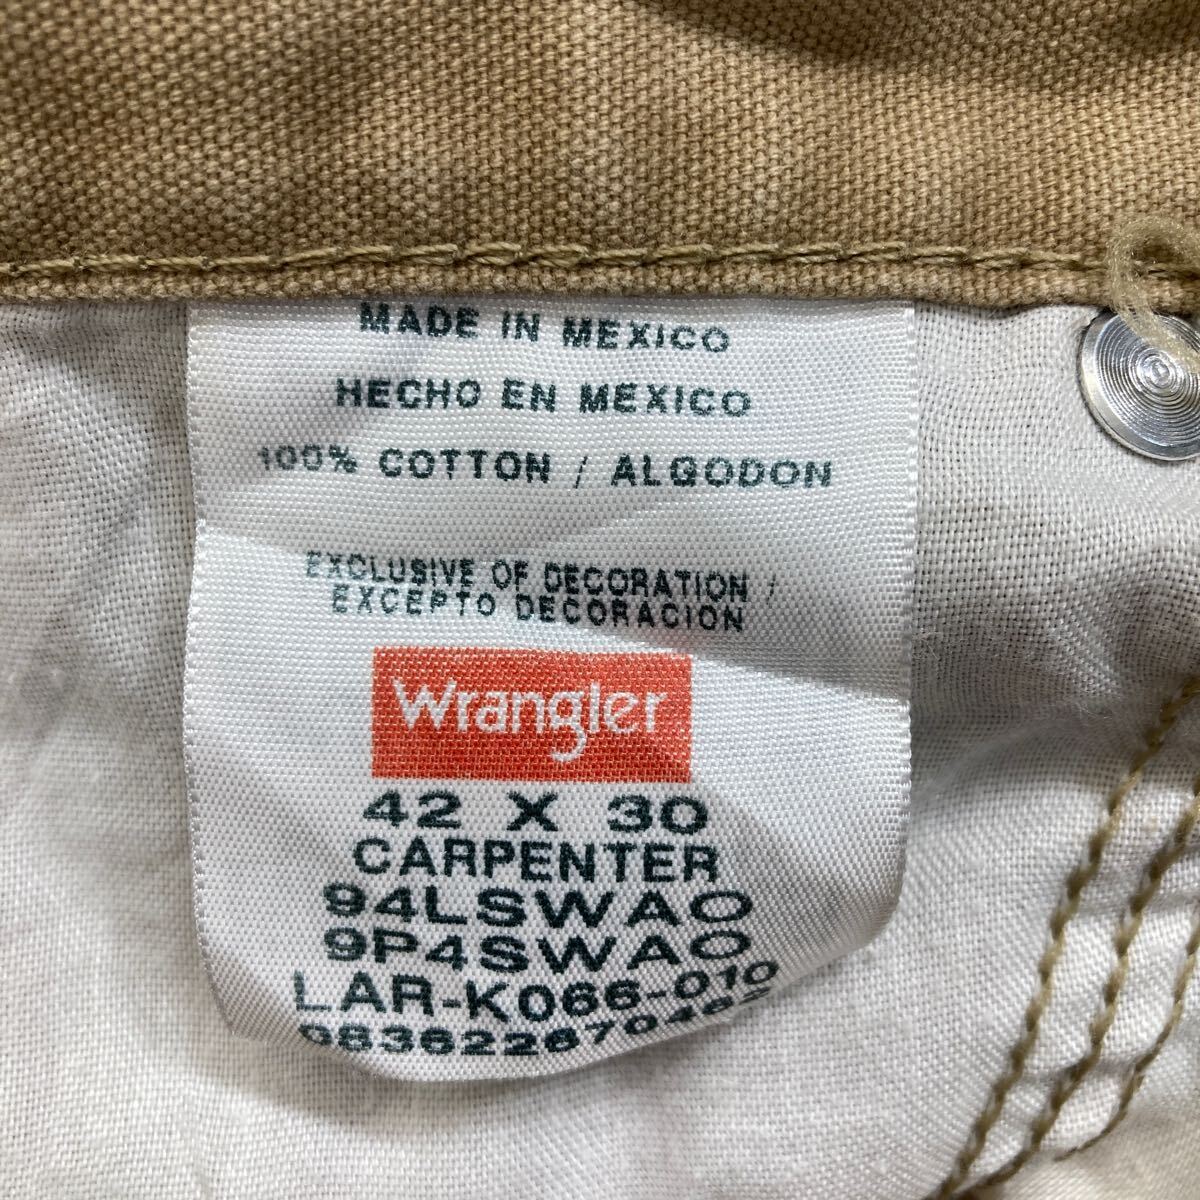 MADE IN MEXICO
HECHO EN MEXICO
100% COTTON / ALGODON
EXCLUSIVE OF DECORATION /
EXCEPTO DECORACION
Wrangler
42 X 30
CARPENTER
94LSWAO
9P4SWAO
LAR-K066-010
083622670462